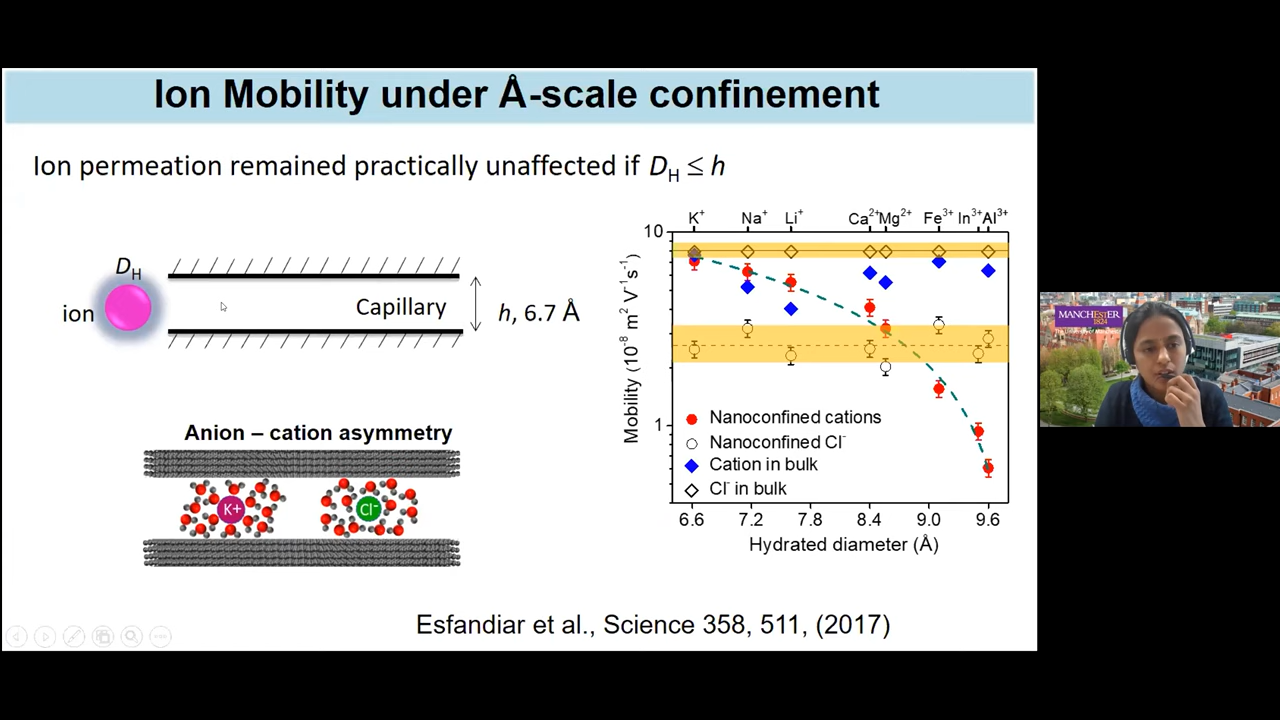 Ion Mobility under Å-scale confinement
Ion permeation remained practically unaffected if D_H ≤ h
D_H
ion
Capillary
h, 6.7 Å
Anion – cation asymmetry
K+
Cl⁻
K⁺ Na⁺ Li⁺ Ca²⁺ Mg²⁺ Fe³⁺ In³⁺ Al³⁺
10
1
Mobility (10⁻⁸ m² V⁻¹s⁻¹)
Nanoconfined cations
Nanoconfined Cl⁻
Cation in bulk
Cl⁻ in bulk
6.6 7.2 7.8 8.4 9.0 9.6
Hydrated diameter (Å)
Esfandiar et al., Science 358, 511, (2017)
MANCHESTER
1824